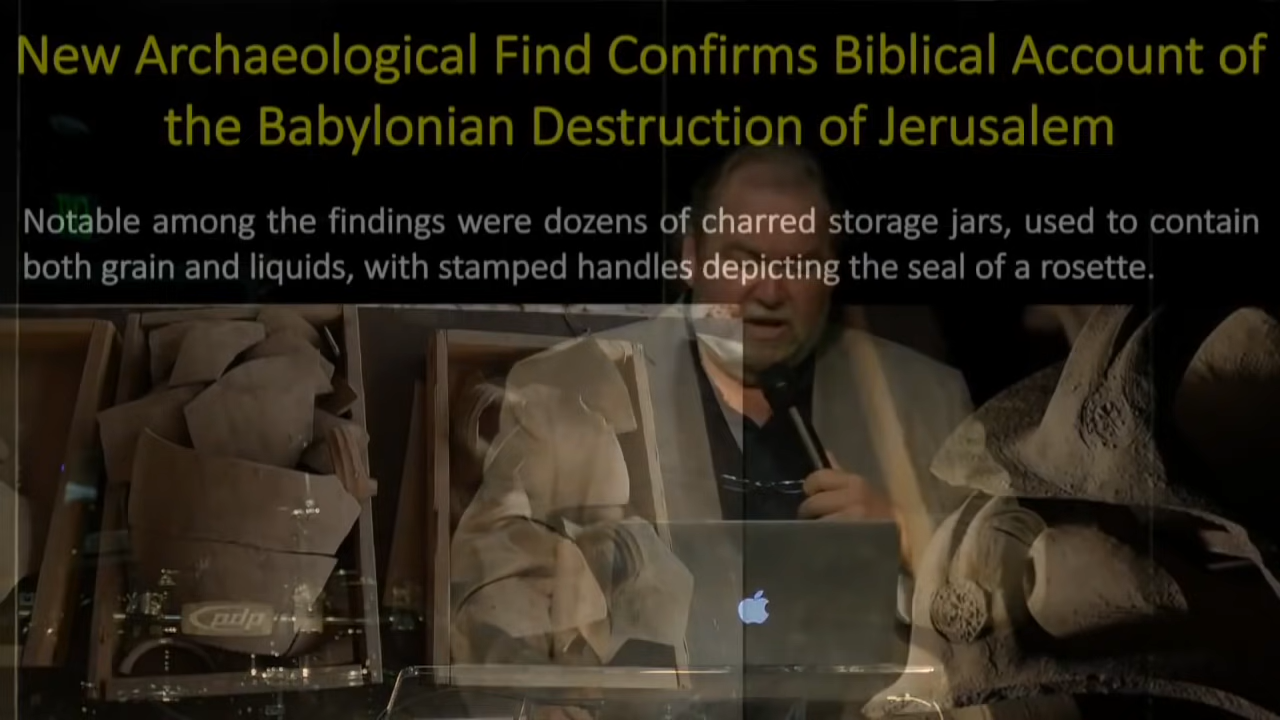 New Archaeological Find Confirms Biblical Account of
the Babylonian Destruction of Jerusalem
Notable among the findings were dozens of charred storage jars, used to contain
both grain and liquids, with stamped handles depicting the seal of a rosette.
pdp